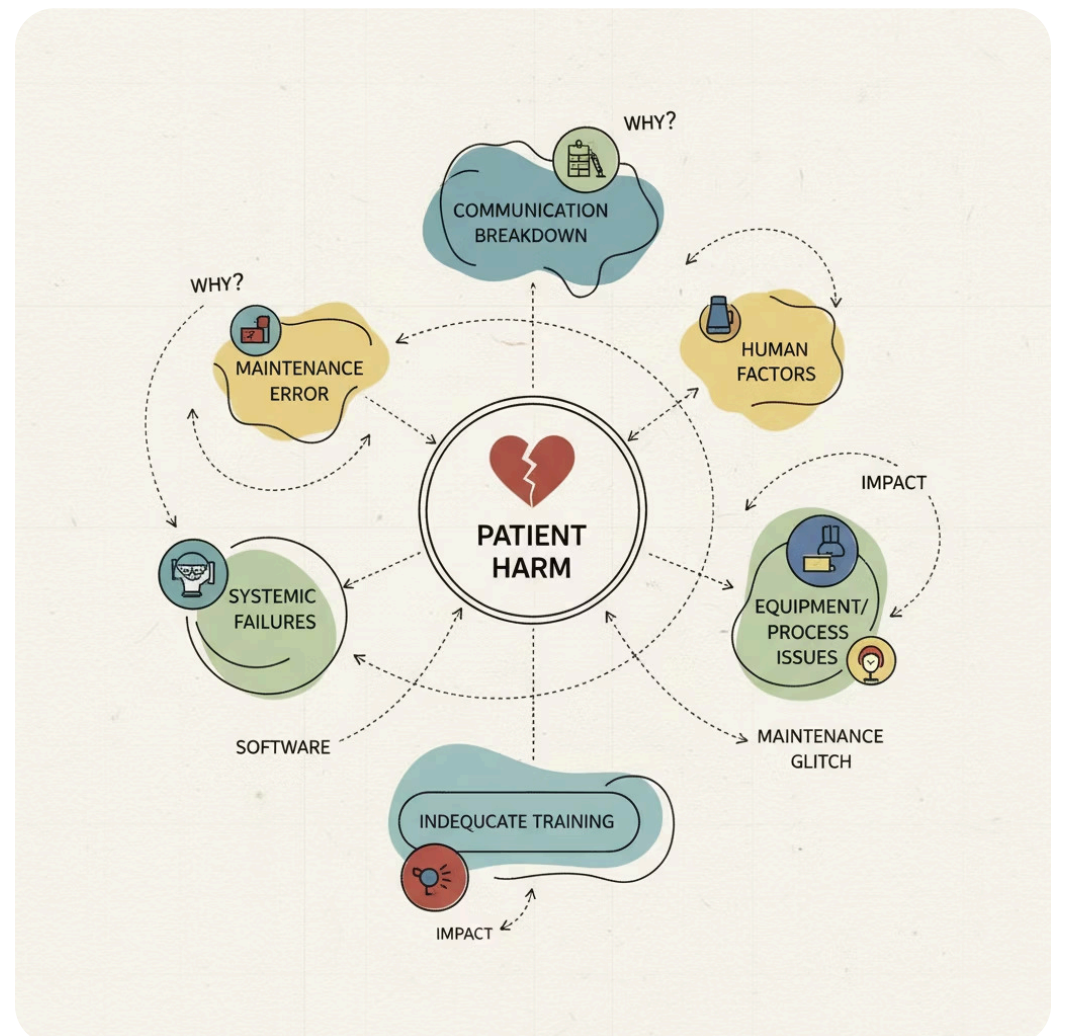 WHY?
COMMUNICATION
BREAKDOWN
WHY?
MAINTENANCE
ERROR
HUMAN
FACTORS
PATIENT
HARM
IMPACT
SYSTEMIC
FAILURES
EQUIPMENT/
PROCESS
ISSUES
SOFTWARE
MAINTENANCE
GLITCH
INDEQUCATE TRAINING
IMPACT